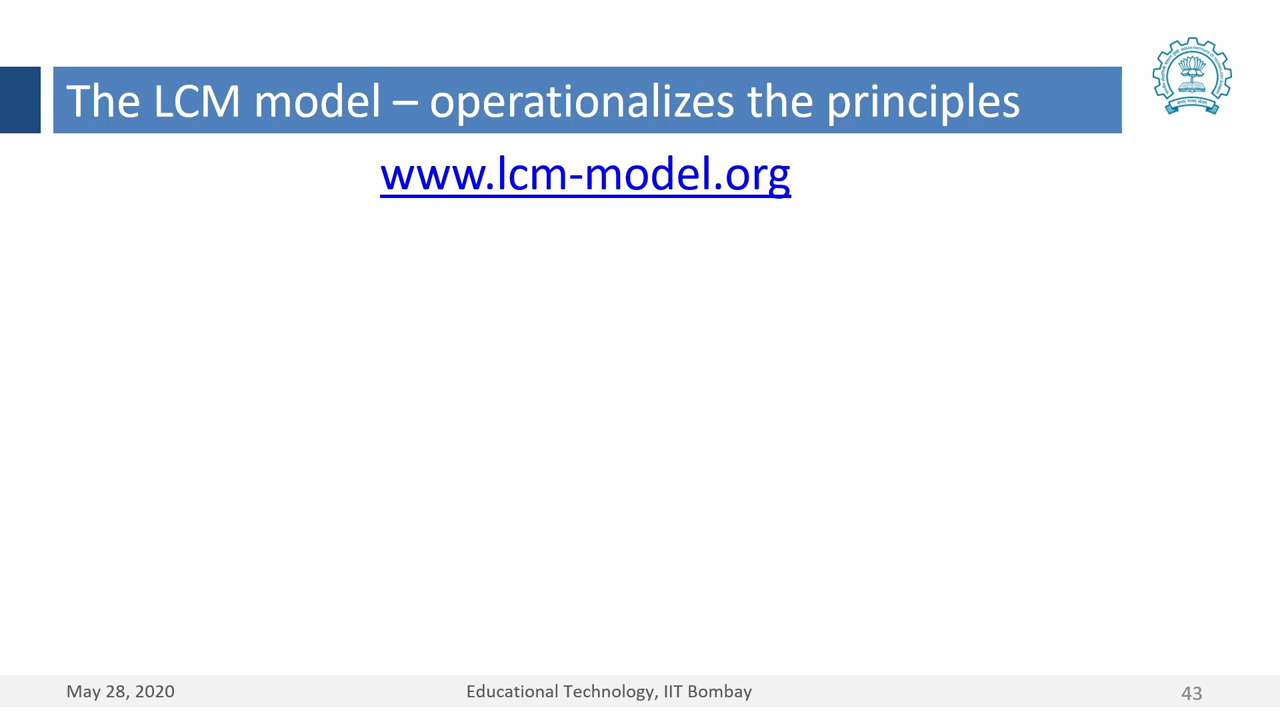 The LCM model – operationalizes the principles
www.lcm-model.org
May 28, 2020
Educational Technology, IIT Bombay
43